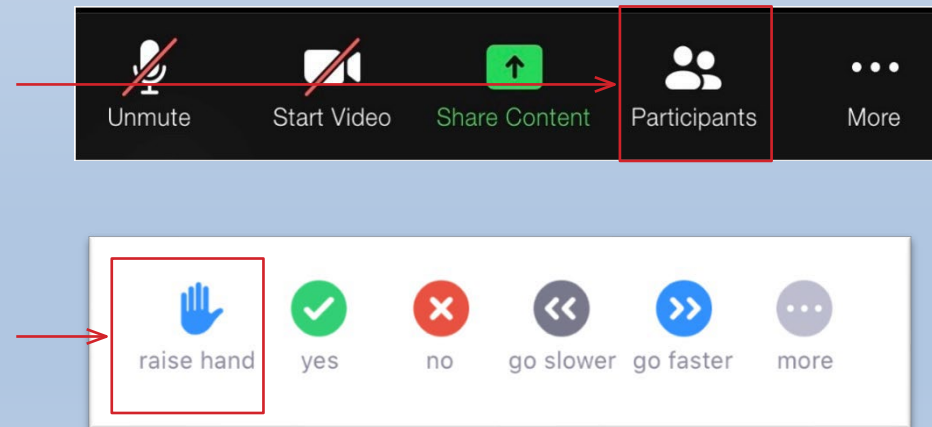 Unmute Start Video Share Content Participants More
raise hand yes no go slower go faster more